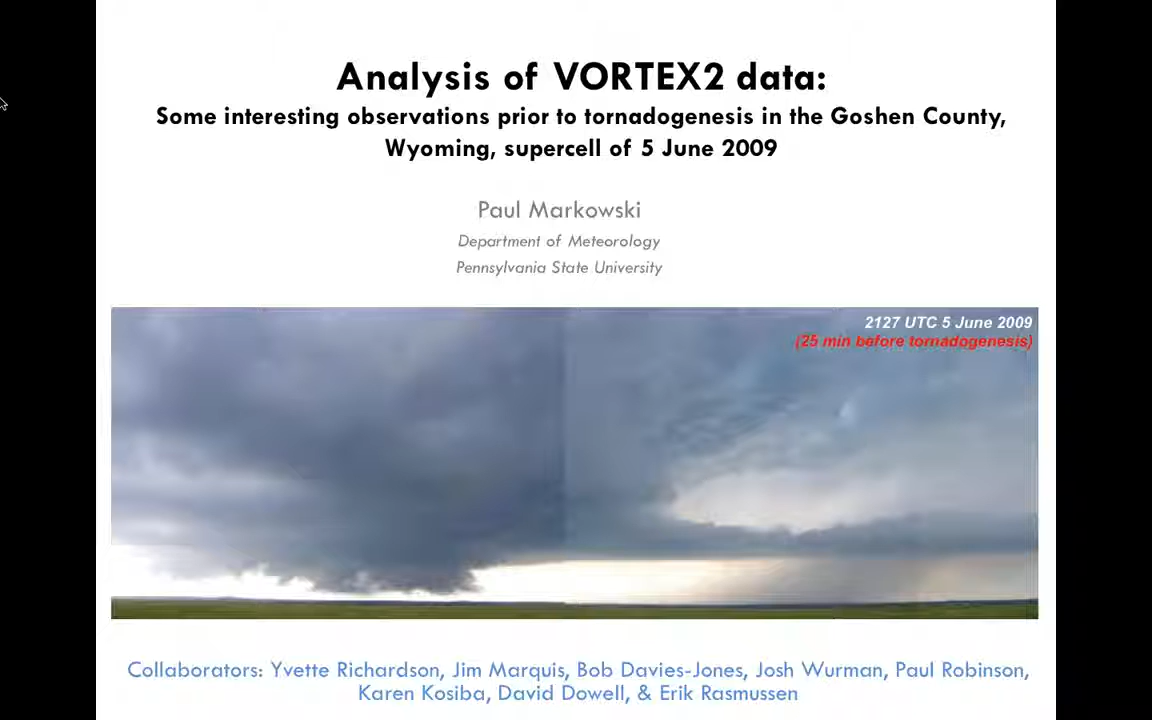 Analysis of VORTEX2 data:
Some interesting observations prior to tornadogenesis in the Goshen County,
Wyoming, supercell of 5 June 2009
Paul Markowski
Department of Meteorology
Pennsylvania State University
2127 UTC 5 June 2009
(25 min before tornadogenesis)
Collaborators: Yvette Richardson, Jim Marquis, Bob Davies-Jones, Josh Wurman, Paul Robinson,
Karen Kosiba, David Dowell, & Erik Rasmussen